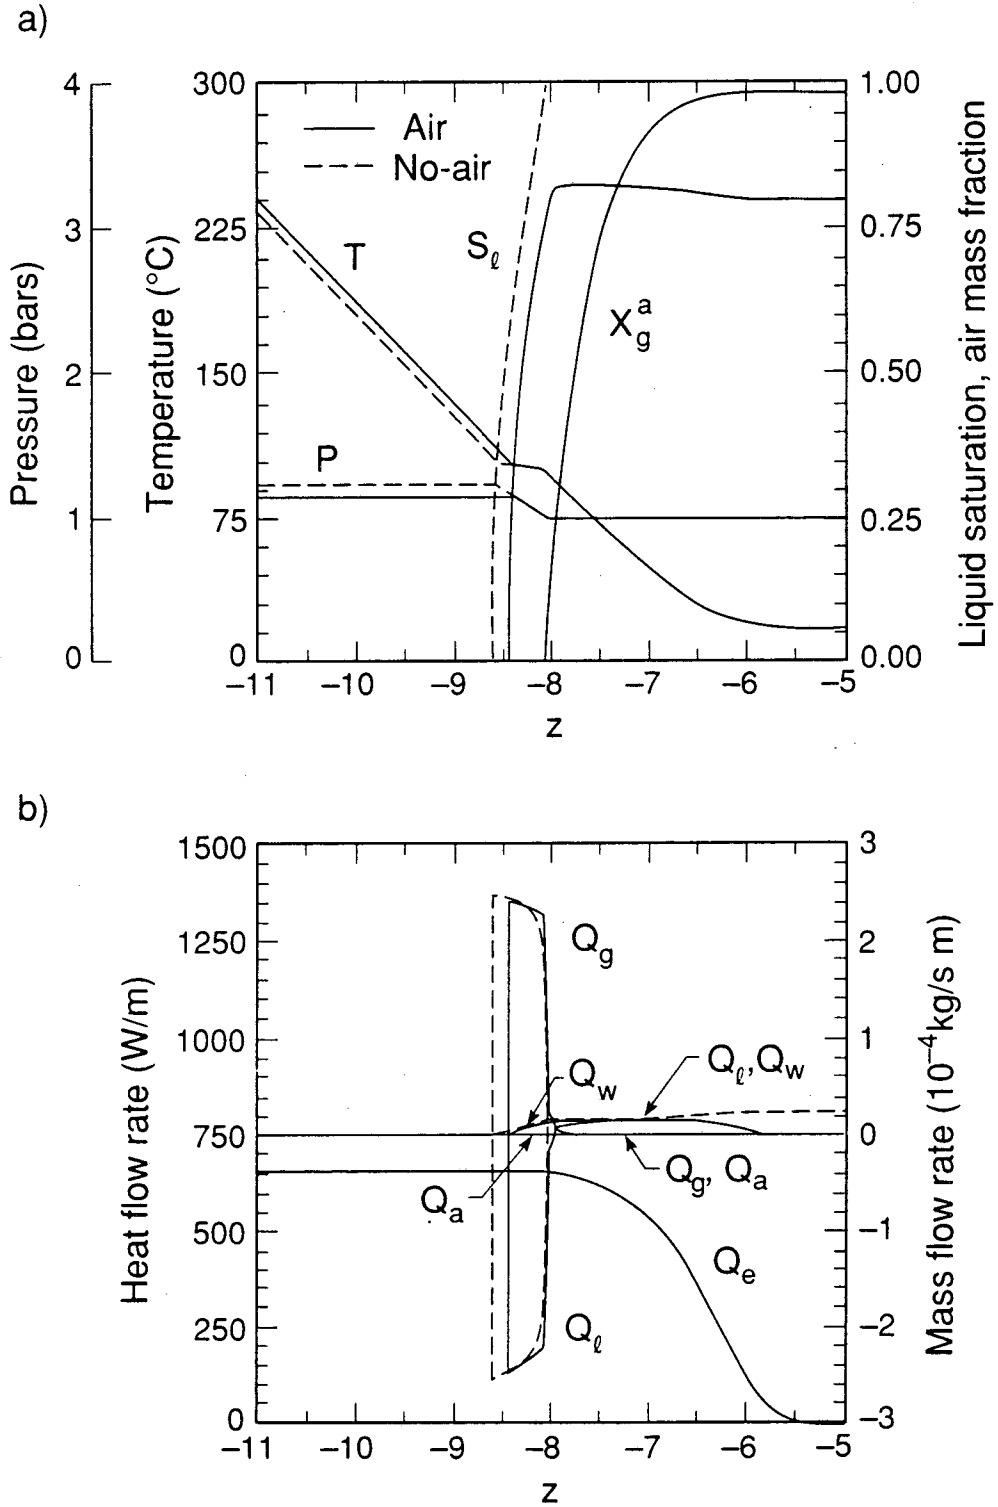 a)
Pressure (bars)
4
3
2
1
0
Temperature (°C)
300
225
150
75
0
Air
No-air
T
Sℓ
Xgᵃ
P
1.00
0.75
0.50
0.25
0.00
Liquid saturation, air mass fraction
–11 –10 –9 –8 –7 –6 –5
z
b)
Heat flow rate (W/m)
1500
1250
1000
750
500
250
0
Qg
Qw
Qℓ, Qw
Qa
Qg, Qa
Qe
Qℓ
3
2
1
0
–1
–2
–3
Mass flow rate (10⁻⁴kg/s m)
–11 –10 –9 –8 –7 –6 –5
z